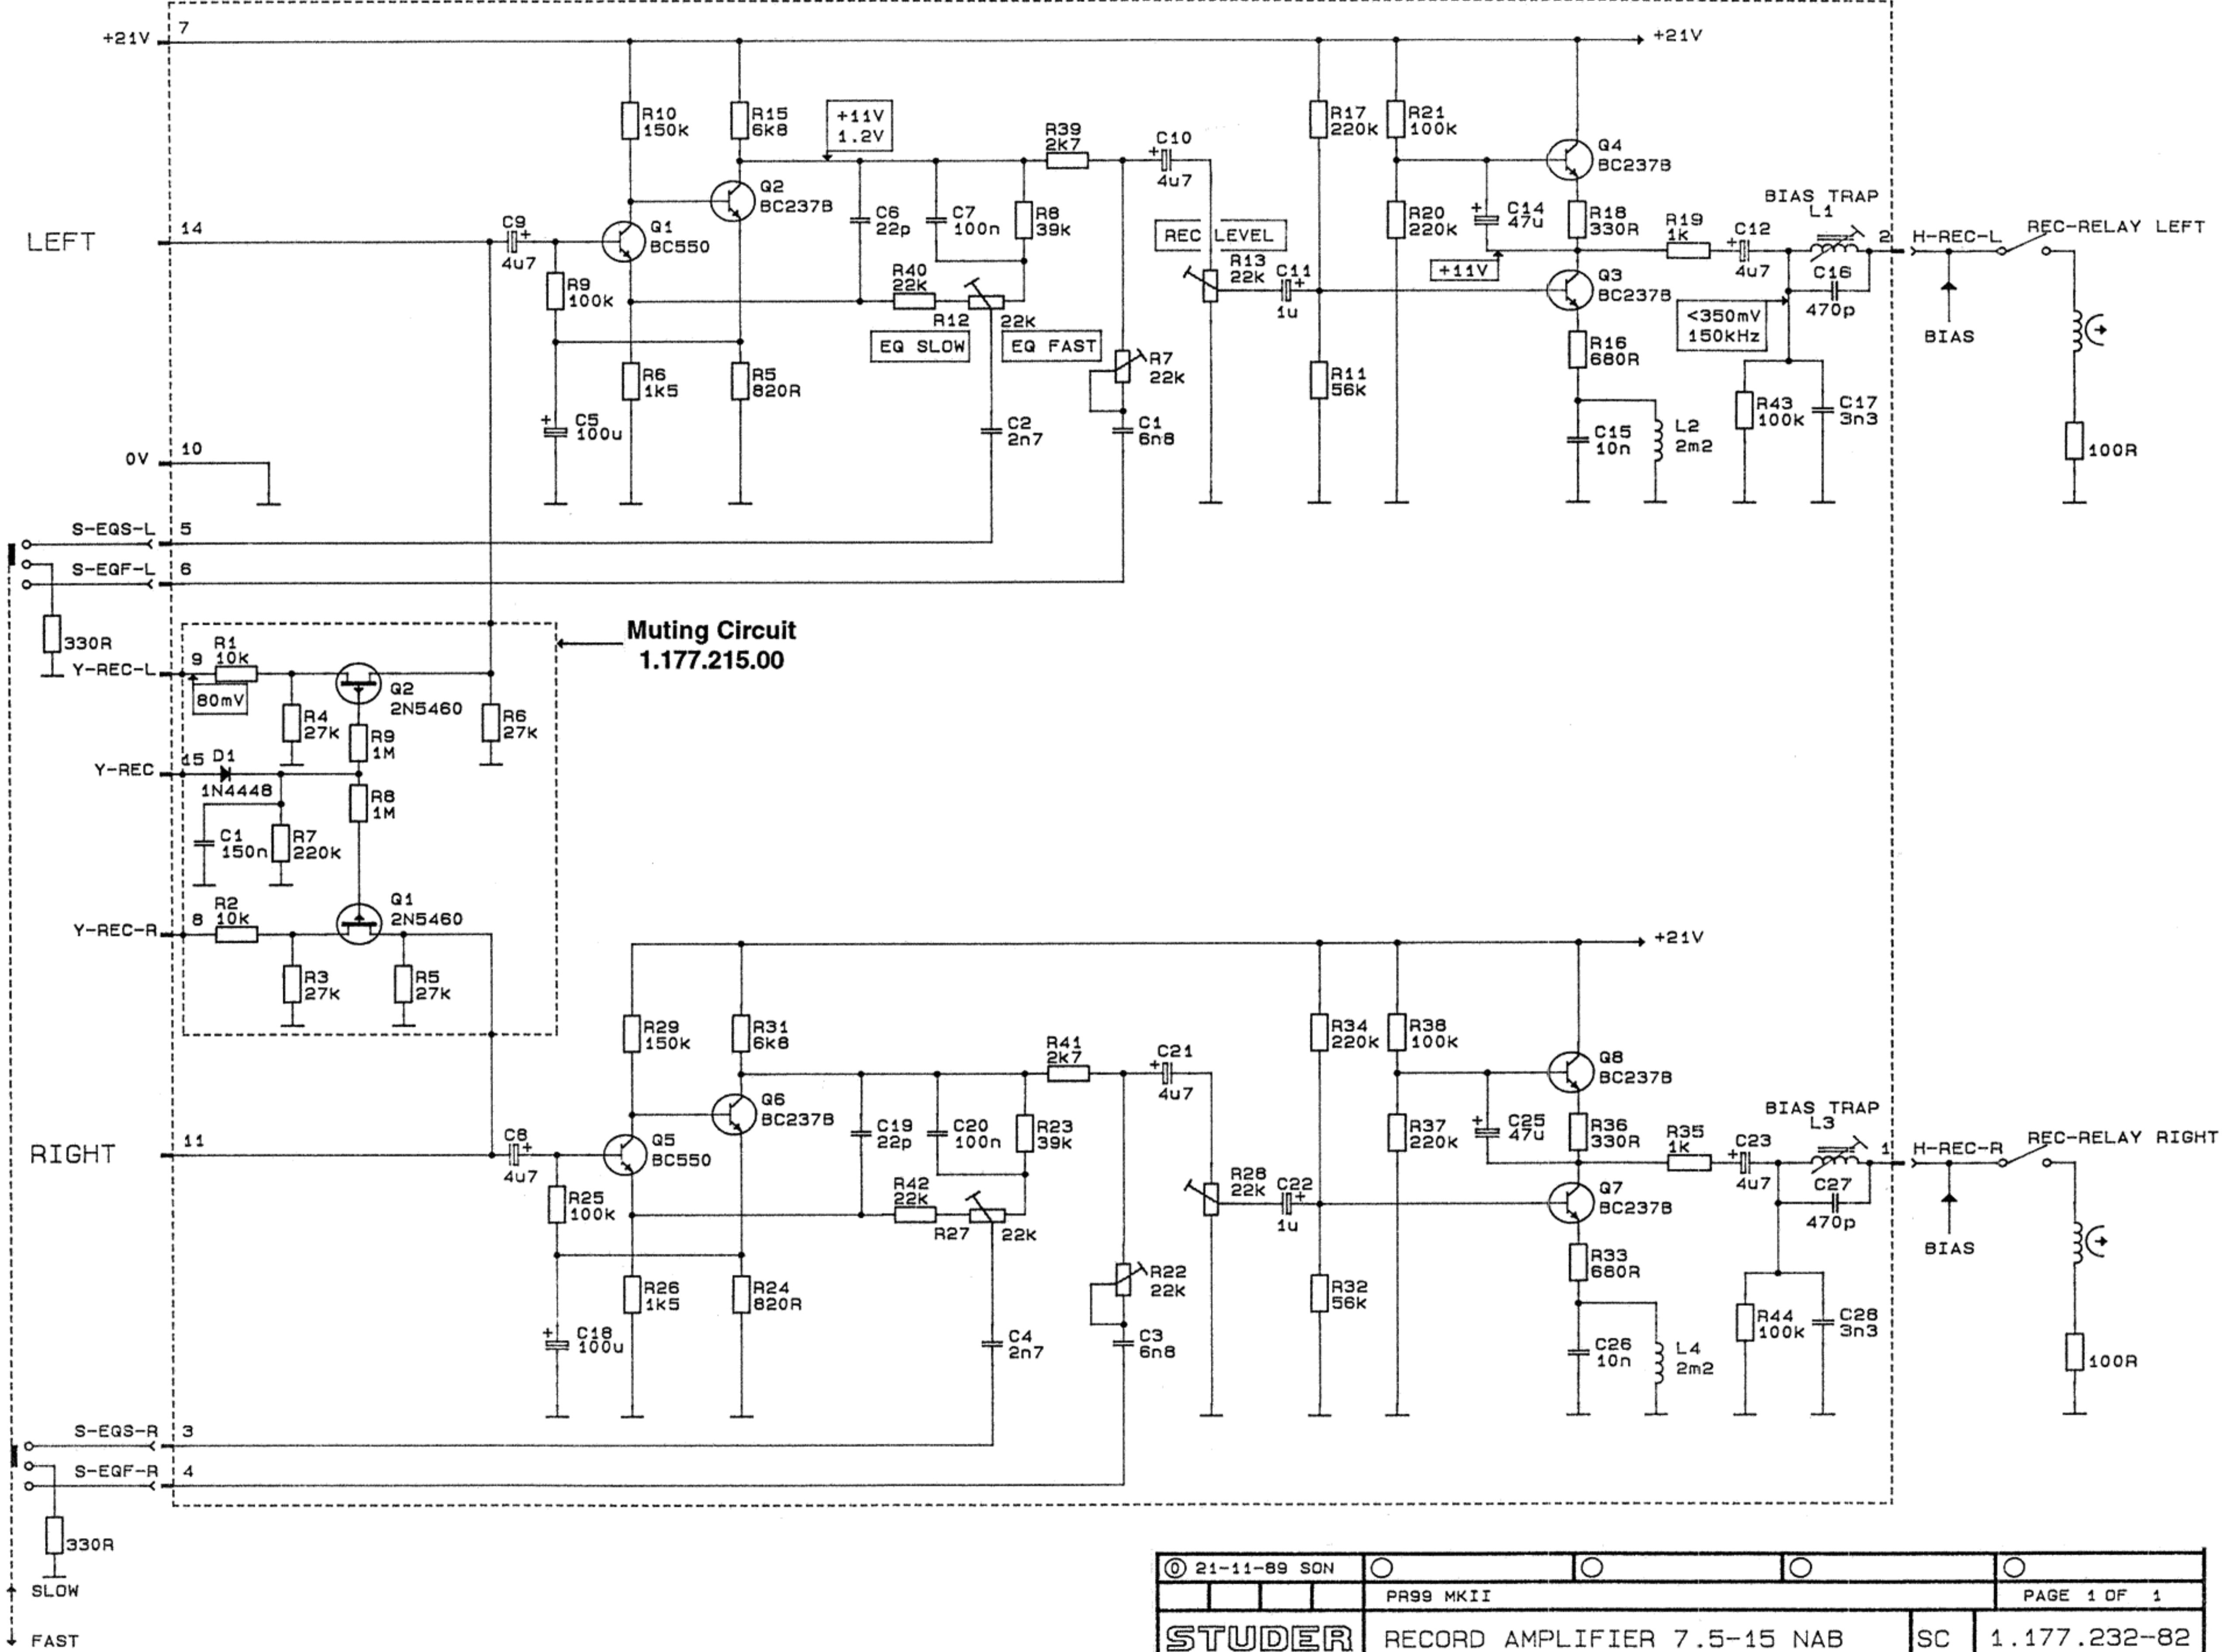 +21V 7
+21V
R10
150k
R15
6k8
+11V
1.2V
R39
2k7
C10
4u7
R17
220k
R21
100k
Q4
BC237B
Q2
BC237B
C6
22p
C7
100n
R8
39k
REC LEVEL
R20
220k
C14
47u
R18
330R
R19
1k
C12
4u7
BIAS TRAP
L1
2 H-REC-L
REC-RELAY LEFT
LEFT
14
C9
4u7
Q1
BC550
R9
100k
R40
22k
R13
22k
C11
1u
+11V
Q3
BC237B
C16
470p
<350mV
150kHz
BIAS
R12
22k
EQ SLOW
EQ FAST
R6
1k5
R5
820R
R7
22k
R11
56k
R16
680R
C5
100u
C2
2n7
C1
6n8
C15
10n
L2
2m2
R43
100k
C17
3n3
100R
0V 10
S-EQS-L 5
S-EQF-L 6
330R
Muting Circuit
1.177.215.00
Y-REC-L 9
R1
10k
80mV
R4
27k
Q2
2N5460
R9
1M
R6
27k
Y-REC 15 D1
1N4448
R8
1M
C1
150n
R7
220k
Y-REC-R 8
R2
10k
Q1
2N5460
R3
27k
R5
27k
+21V
R29
150k
R31
6k8
R41
2k7
C21
4u7
R34
220k
R38
100k
Q8
BC237B
Q6
BC237B
C19
22p
C20
100n
R23
39k
R37
220k
C25
47u
R36
330R
R35
1k
C23
4u7
BIAS TRAP
L3
1 H-REC-R
REC-RELAY RIGHT
RIGHT
11
C8
4u7
Q5
BC550
R25
100k
R42
22k
R27
22k
R28
22k
C22
1u
Q7
BC237B
C27
470p
BIAS
R26
1k5
R24
820R
R22
22k
R32
56k
R33
680R
C18
100u
C4
2n7
C3
6n8
C26
10n
L4
2m2
R44
100k
C28
3n3
100R
S-EQS-R 3
S-EQF-R 4
330R
SLOW
FAST
0 21-11-89 SON
PR99 MKII
PAGE 1 OF 1
STUDER
RECORD AMPLIFIER 7.5-15 NAB
SC
1.177.232-82